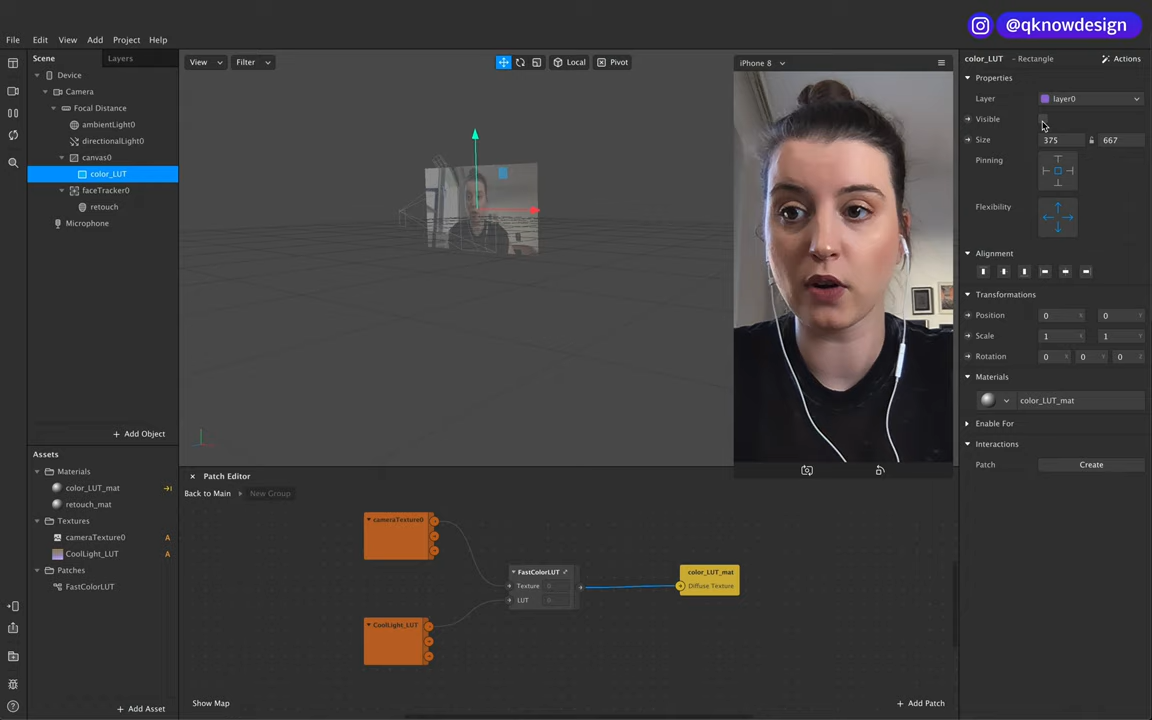 @qknowdesign
File Edit View Add Project Help
Scene Layers
Device
Camera
Focal Distance
ambientLight0
directionalLight0
canvas0
color_LUT
faceTracker0
retouch
Microphone
+ Add Object
Assets
Materials
color_LUT_mat
retouch_mat
Textures
cameraTexture0 A
CoolLight_LUT A
Patches
FastColorLUT
+ Add Asset
View Filter Local Pivot
iPhone 8
Patch Editor
Back to Main New Group
cameraTexture0
FastColorLUT
Texture
LUT
color_LUT_mat
Diffuse Texture
CoolLight_LUT
Show Map
+ Add Patch
color_LUT - Rectangle Actions
Properties
Layer layer0
Visible
Size 375 667
Pinning
Flexibility
Alignment
Transformations
Position 0 X 0 Y
Scale 1 X 1 Y
Rotation 0 X 0 Y 0 Z
Materials
color_LUT_mat
Enable For
Interactions
Patch Create